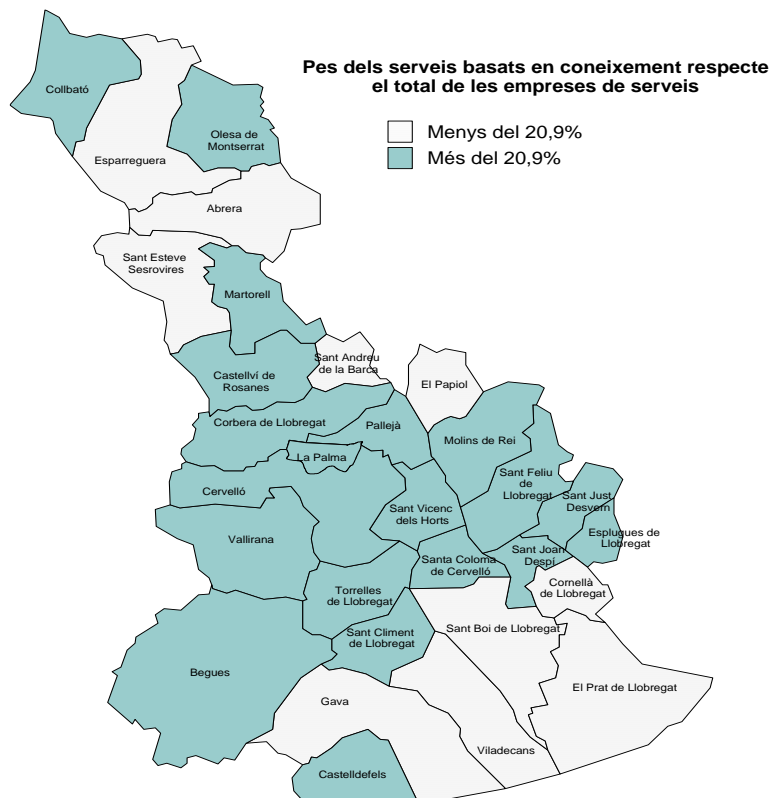 Pes dels serveis basats en coneixement respecte
el total de les empreses de serveis
Menys del 20,9%
Més del 20,9%
Collbató
Olesa de
Montserrat
Esparreguera
Abrera
Sant Esteve
Sesrovires
Martorell
Sant Andreu
de la Barca
Castellví de
Rosanes
El Papiol
Corbera de Llobregat
Pallejà
Molins de Rei
La Palma
Sant Feliu
de
Llobregat
Cervelló
Sant Just
Desvern
Sant Vicenc
dels Horts
Esplugues de
Llobregat
Vallirana
Sant Joan
Despí
Santa Coloma
de Cervelló
Cornellà
de Llobregat
Torrelles
de Llobregat
Sant Boi de Llobregat
Sant Climent
de Llobregat
Begues
El Prat de Llobregat
Gava
Viladecans
Castelldefels